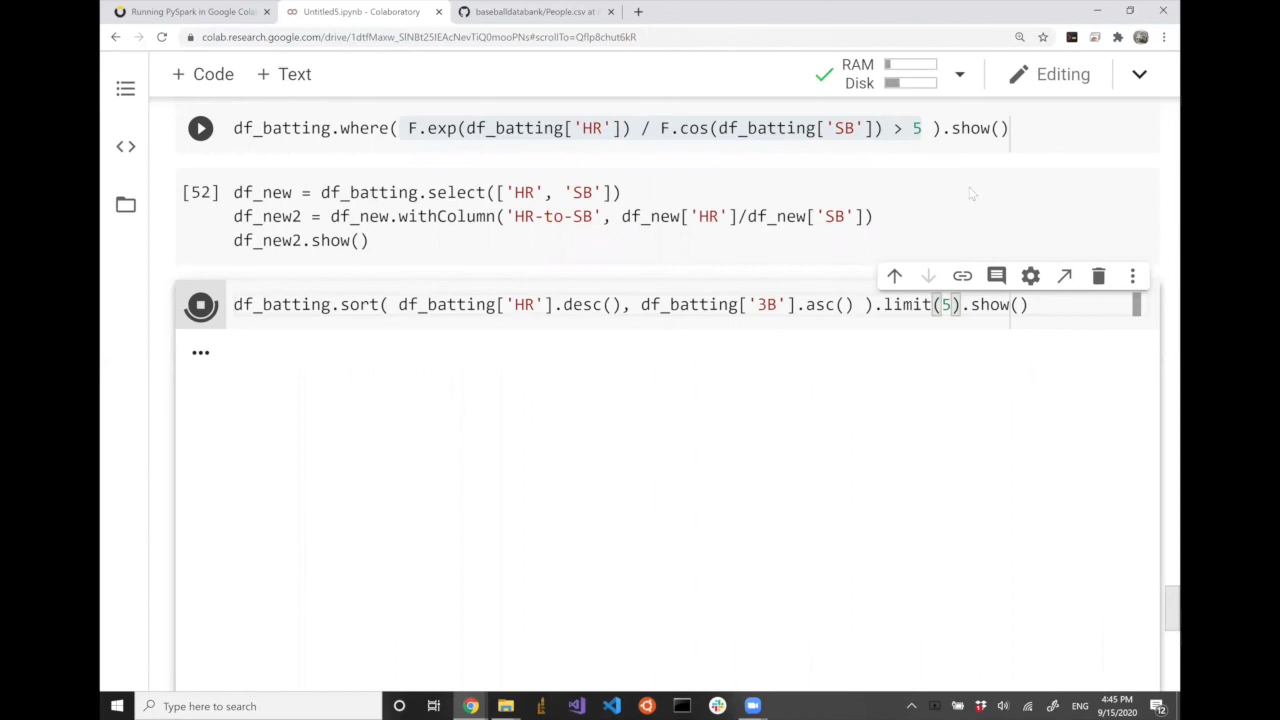 Running PySpark in Google Cola
Untitled5.ipynb - Colaboratory
baseballdatabank/People.csv at
colab.research.google.com/drive/1dtfMaxw_SlNBt25IEAcNevTiQ0mooPNs#scrollTo=Qflp8chut6kR
+ Code + Text
RAM
Disk
Editing
df_batting.where( F.exp(df_batting['HR']) / F.cos(df_batting['SB']) > 5 ).show()
[52] df_new = df_batting.select(['HR', 'SB'])
df_new2 = df_new.withColumn('HR-to-SB', df_new['HR']/df_new['SB'])
df_new2.show()
df_batting.sort( df_batting['HR'].desc(), df_batting['3B'].asc() ).limit(5).show()
Type here to search
ENG
4:45 PM
9/15/2020
12